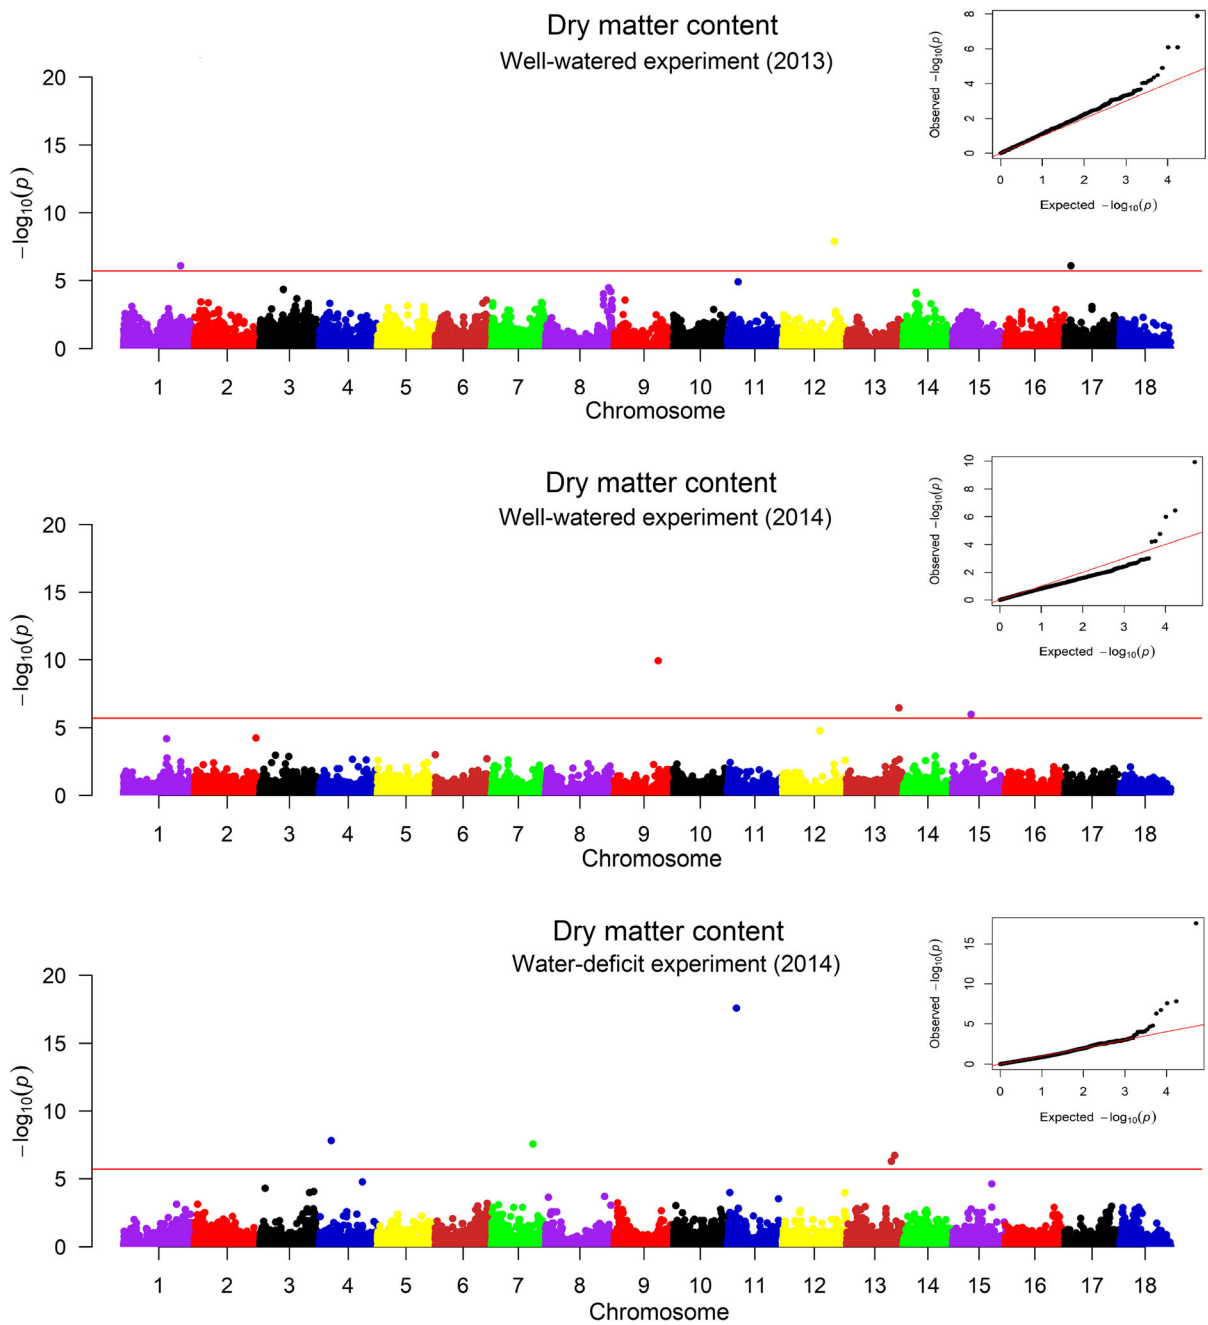 Dry matter content
Well-watered experiment (2013)
20
15
10
5
0
−log₁₀(p)
1 2 3 4 5 6 7 8 9 10 11 12 13 14 15 16 17 18
Chromosome
8
6
4
2
0
Observed −log₁₀(p)
0 1 2 3 4
Expected −log₁₀(p)
Dry matter content
Well-watered experiment (2014)
20
15
10
5
0
−log₁₀(p)
1 2 3 4 5 6 7 8 9 10 11 12 13 14 15 16 17 18
Chromosome
10
8
6
4
2
0
Observed −log₁₀(p)
0 1 2 3 4
Expected −log₁₀(p)
Dry matter content
Water-deficit experiment (2014)
20
15
10
5
0
−log₁₀(p)
1 2 3 4 5 6 7 8 9 10 11 12 13 14 15 16 17 18
Chromosome
15
10
5
0
Observed −log₁₀(p)
0 1 2 3 4
Expected −log₁₀(p)